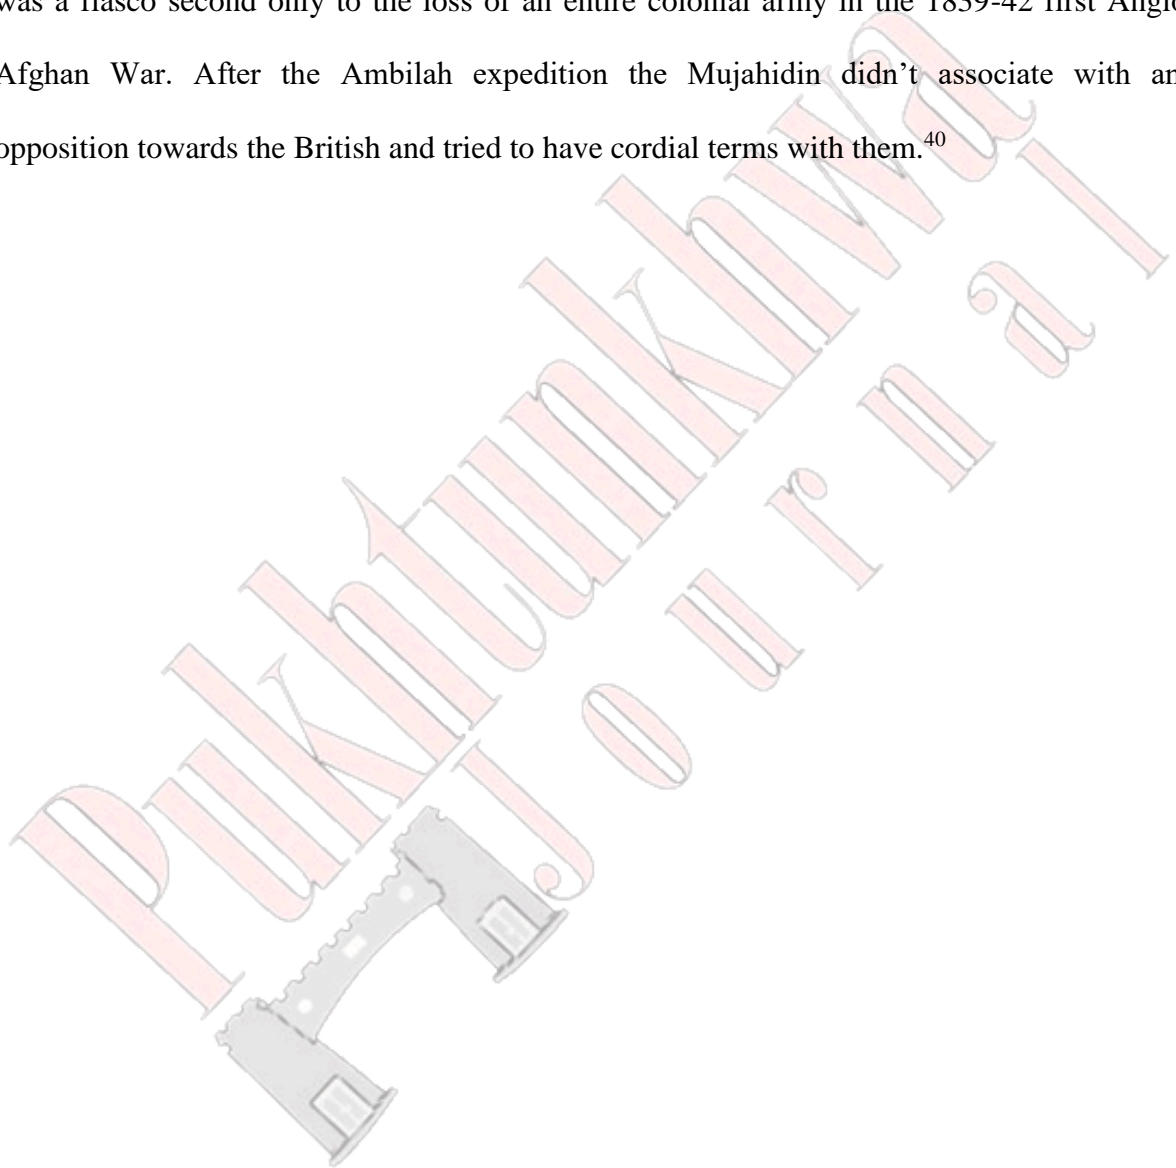 was a fiasco second only to the loss of an entire colonial army in the 1839-42 first Anglo
Afghan War. After the Ambilah expedition the Mujahidin didn't associate with an
opposition towards the British and tried to have cordial terms with them.40
Pukhtunkhwa
Journal